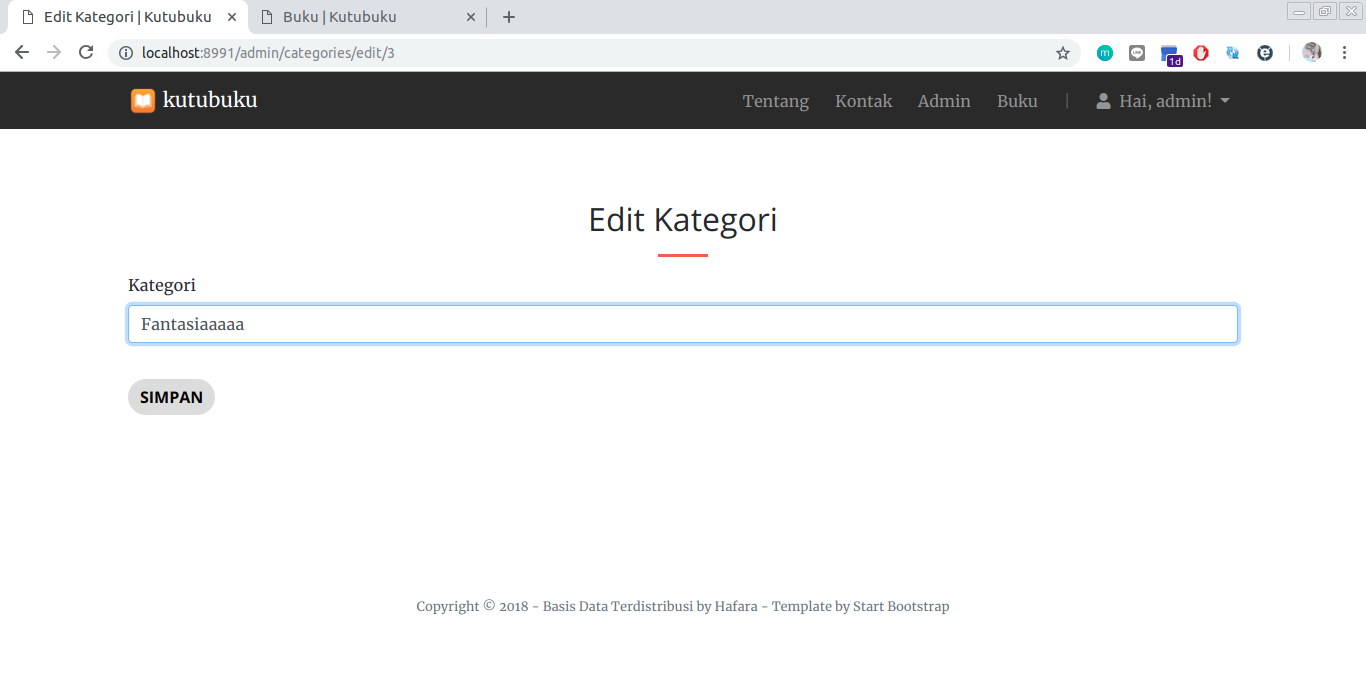 Edit Kategori | Kutubuku
Buku | Kutubuku
localhost:8991/admin/categories/edit/3
1d
kutubuku
Tentang Kontak Admin Buku | Hai, admin!
Edit Kategori
Kategori
Fantasiaaaaa
SIMPAN
Copyright © 2018 - Basis Data Terdistribusi by Hafara - Template by Start Bootstrap